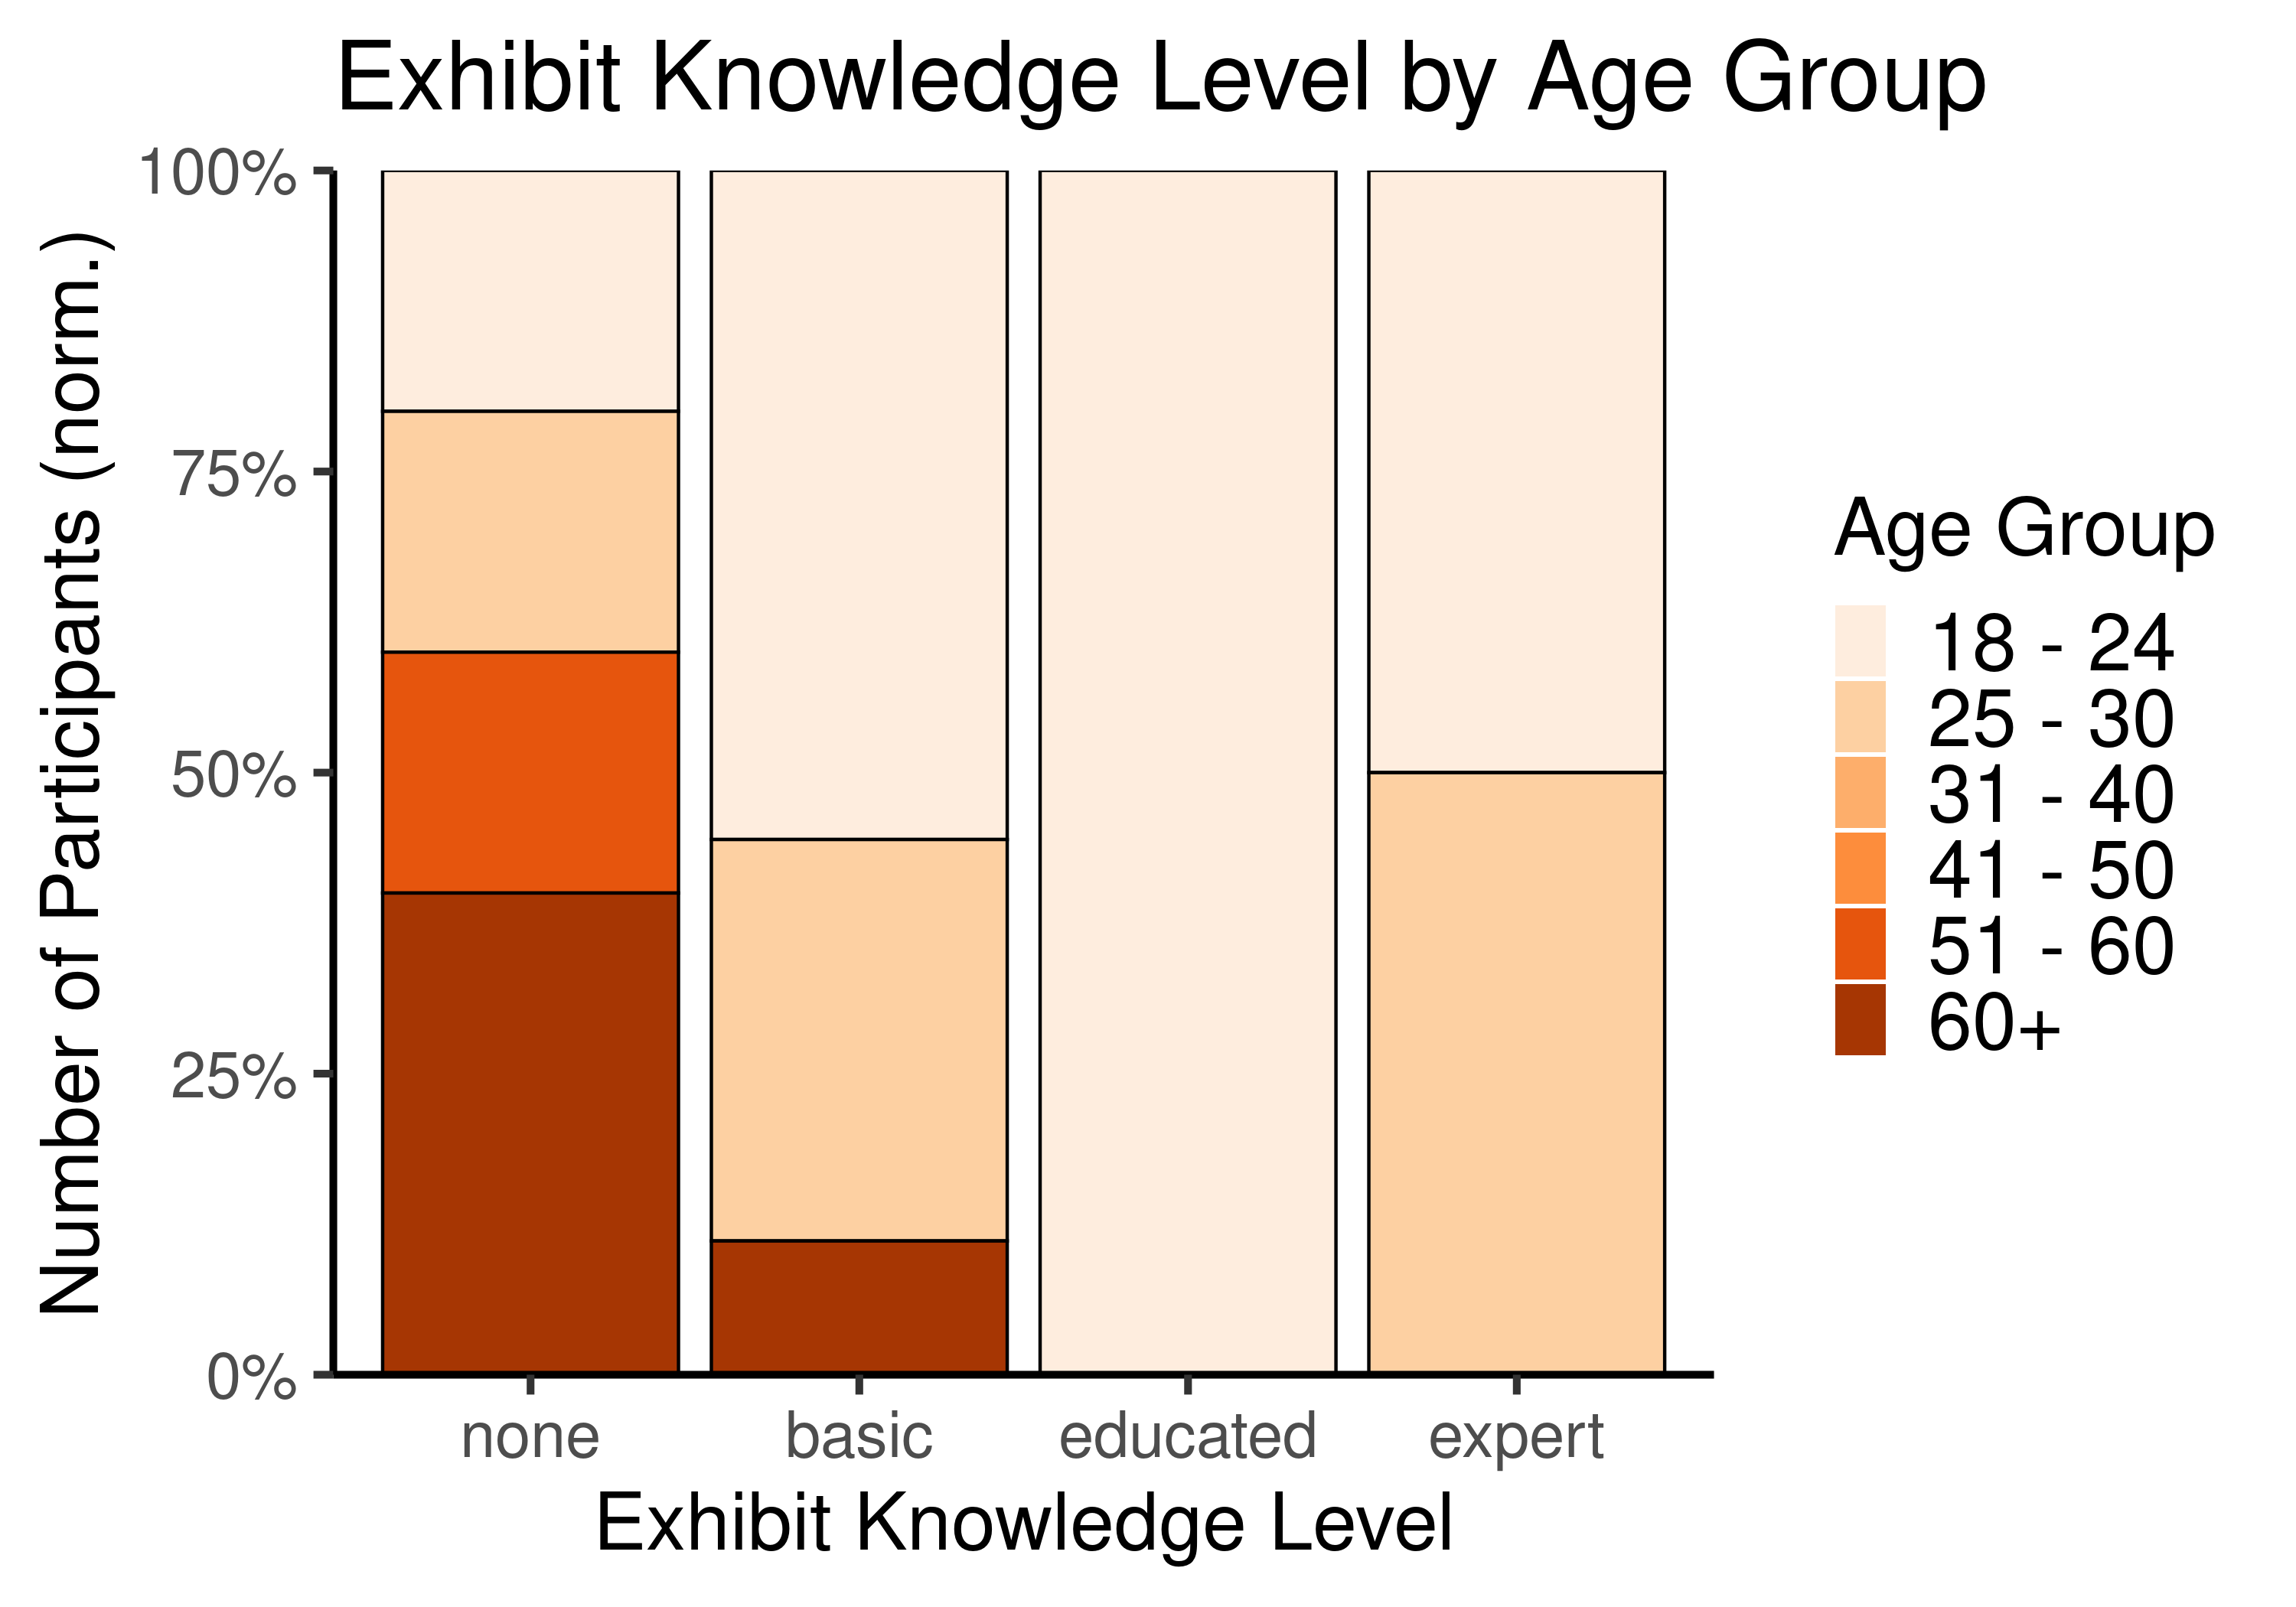 Exhibit Knowledge Level by Age Group
Number of Participants (norm.)
100%
75%
50%
25%
0%
none basic educated expert
Exhibit Knowledge Level
Age Group
18 - 24
25 - 30
31 - 40
41 - 50
51 - 60
60+